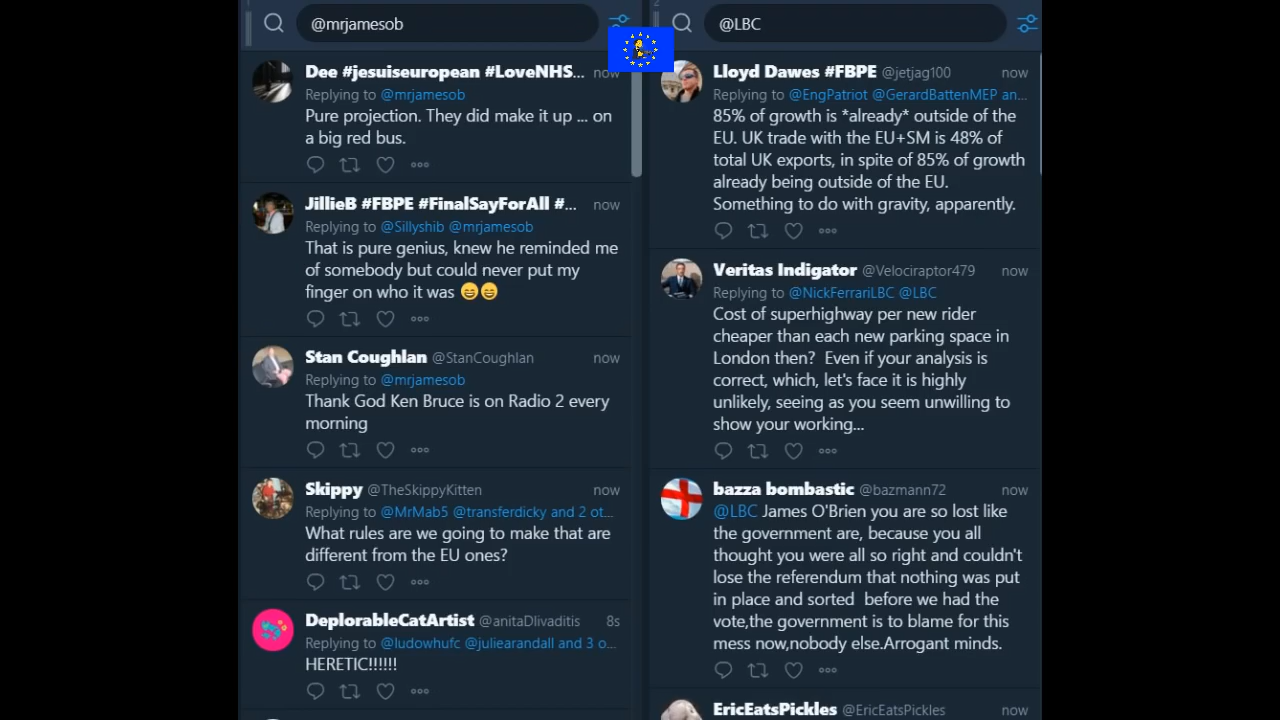 1
@mrjamesob
Dee #jesuiseuropean #LoveNHS... now
Replying to @mrjamesob
Pure projection. They did make it up ... on
a big red bus.
JillieB #FBPE #FinalSayForAll #... now
Replying to @Sillyshib @mrjamesob
That is pure genius, knew he reminded me
of somebody but could never put my
finger on who it was 😄😄
Stan Coughlan @StanCoughlan now
Replying to @mrjamesob
Thank God Ken Bruce is on Radio 2 every
morning
Skippy @TheSkippyKitten now
Replying to @MrMab5 @transferdicky and 2 ot...
What rules are we going to make that are
different from the EU ones?
DeplorableCatArtist @anitaDlivaditis 8s
Replying to @ludowhufc @juliearandall and 3 o...
HERETIC!!!!!!
2
@LBC
Lloyd Dawes #FBPE @jetjag100 now
Replying to @EngPatriot @GerardBattenMEP an...
85% of growth is *already* outside of the
EU. UK trade with the EU+SM is 48% of
total UK exports, in spite of 85% of growth
already being outside of the EU.
Something to do with gravity, apparently.
Veritas Indigator @Velociraptor479 now
Replying to @NickFerrariLBC @LBC
Cost of superhighway per new rider
cheaper than each new parking space in
London then?  Even if your analysis is
correct, which, let's face it is highly
unlikely, seeing as you seem unwilling to
show your working...
bazza bombastic @bazmann72 now
@LBC James O'Brien you are so lost like
the government are, because you all
thought you were all so right and couldn't
lose the referendum that nothing was put
in place and sorted  before we had the
vote,the government is to blame for this
mess now,nobody else.Arrogant minds.
EricEatsPickles @EricEatsPickles now